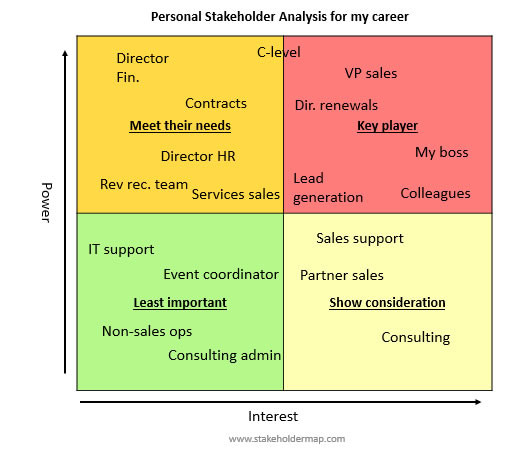 Personal Stakeholder Analysis for my career
C-level
Director
Fin.
VP sales
Contracts
Dir. renewals
Meet their needs
Key player
Director HR
My boss
Rev rec. team
Services sales
Lead
generation
Colleagues
Power
IT support
Sales support
Event coordinator
Partner sales
Least important
Show consideration
Non-sales ops
Consulting
Consulting admin
Interest
www.stakeholdermap.com